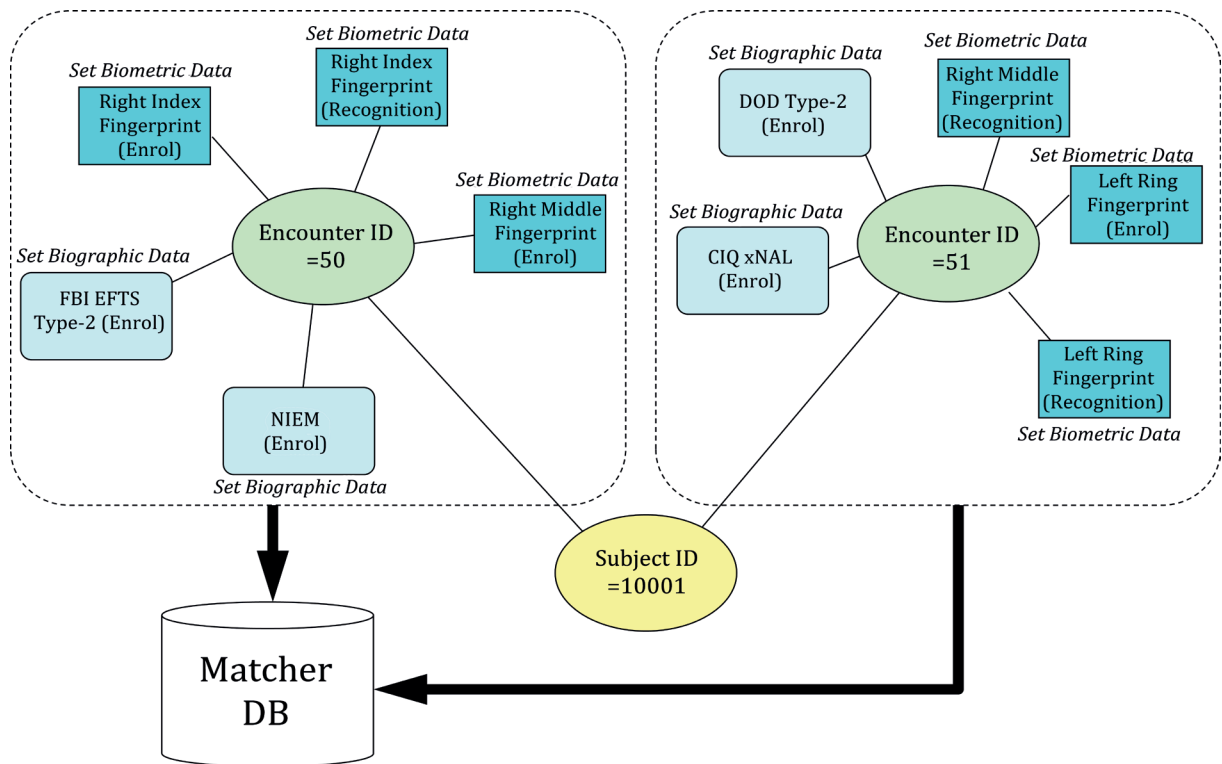 Set Biometric Data
Right Index
Fingerprint
(Recognition)
Set Biometric Data
Right Index
Fingerprint
(Enrol)
Set Biometric Data
Right Middle
Fingerprint
(Enrol)
Encounter ID
=50
Set Biographic Data
FBI EFTS
Type-2 (Enrol)
NIEM
(Enrol)
Set Biographic Data
Set Biographic Data
DOD Type-2
(Enrol)
Set Biometric Data
Right Middle
Fingerprint
(Recognition)
Set Biometric Data
Left Ring
Fingerprint
(Enrol)
Set Biographic Data
CIQ xNAL
(Enrol)
Encounter ID
=51
Left Ring
Fingerprint
(Recognition)
Set Biometric Data
Subject ID
=10001
Matcher
DB